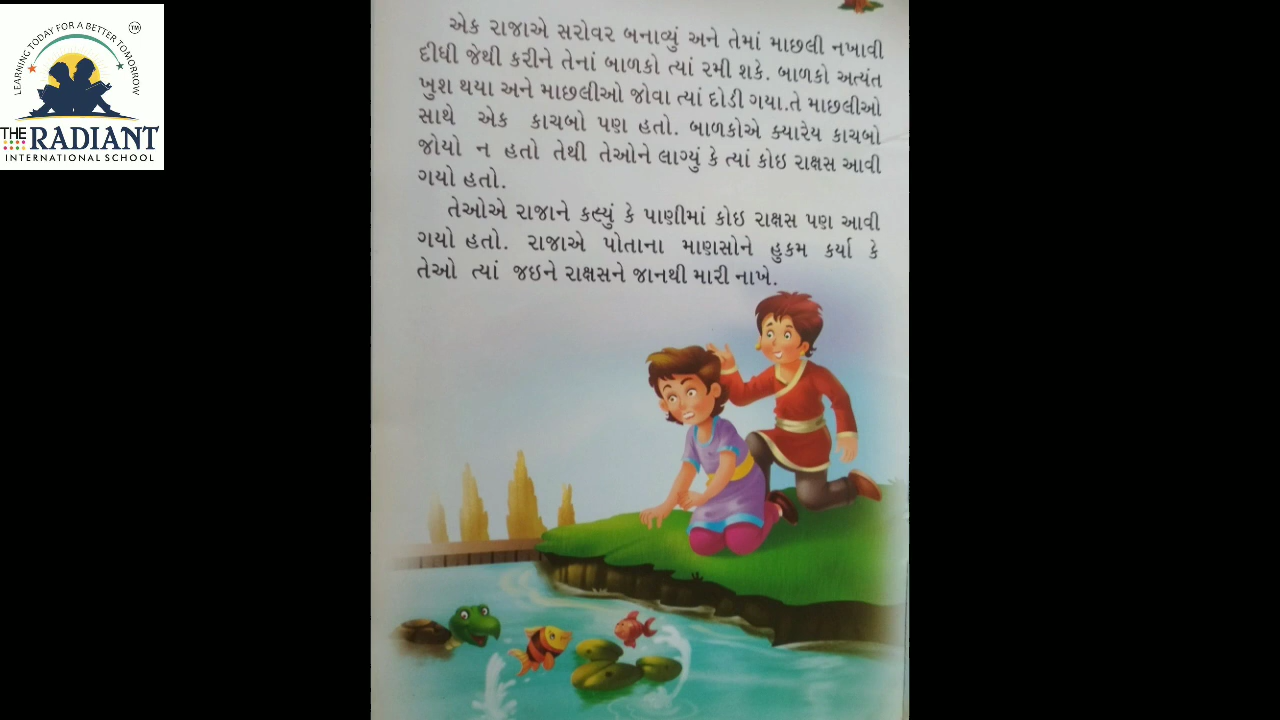 LEARNING TODAY FOR A BETTER TOMORROW
TM
THE RADIANT
INTERNATIONAL SCHOOL
એક રાજાએ સરોવર બનાવ્યું અને તેમાં માછલી નખાવી
દીધી જેથી કરીને તેનાં બાળકો ત્યાં રમી શકે. બાળકો અત્યંત
ખુશ થયા અને માછલીઓ જોવા ત્યાં દોડી ગયા.તે માછલીઓ
સાથે એક કાચબો પણ હતો. બાળકોએ ક્યારેય કાચબો
જોયો ન હતો તેથી તેઓને લાગ્યું કે ત્યાં કોઇ રાક્ષસ આવી
ગયો હતો.
તેઓએ રાજાને કહ્યું કે પાણીમાં કોઇ રાક્ષસ પણ આવી
ગયો હતો. રાજાએ પોતાના માણસોને હુકમ કર્યા કે
તેઓ ત્યાં જઇને રાક્ષસને જાનથી મારી નાખે.